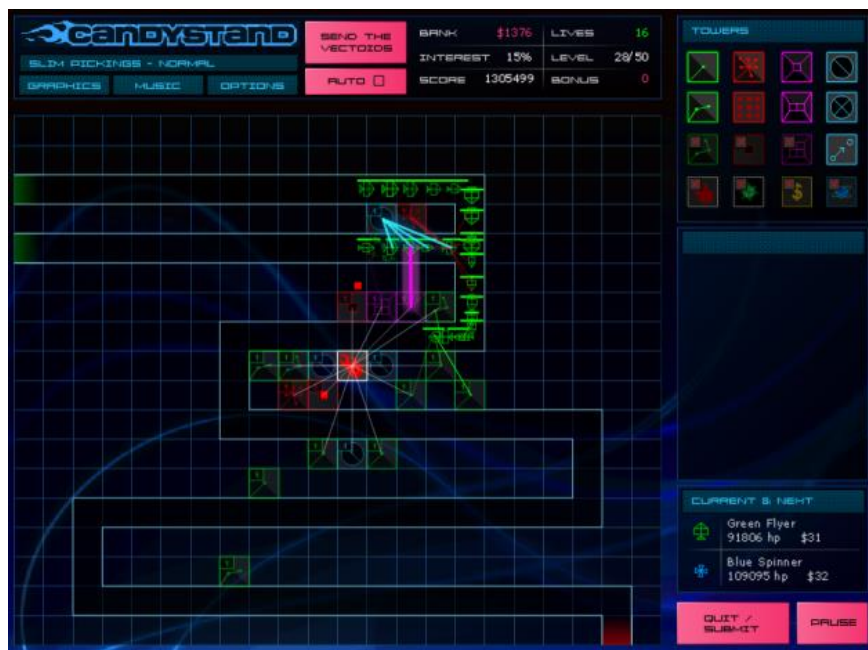 CANDYSTAND
SLIM PICKINGS - NORMAL
GRAPHICS MUSIC OPTIONS
SEND THE
VECTOIDS
AUTO
BANK $1376 LIVES 16
INTEREST 15% LEVEL 28/50
SCORE 1305499 BONUS 0
TOWERS
CURRENT & NEXT
Green Flyer
91806 hp $31
Blue Spinner
109095 hp $32
QUIT /
SUBMIT
PAUSE